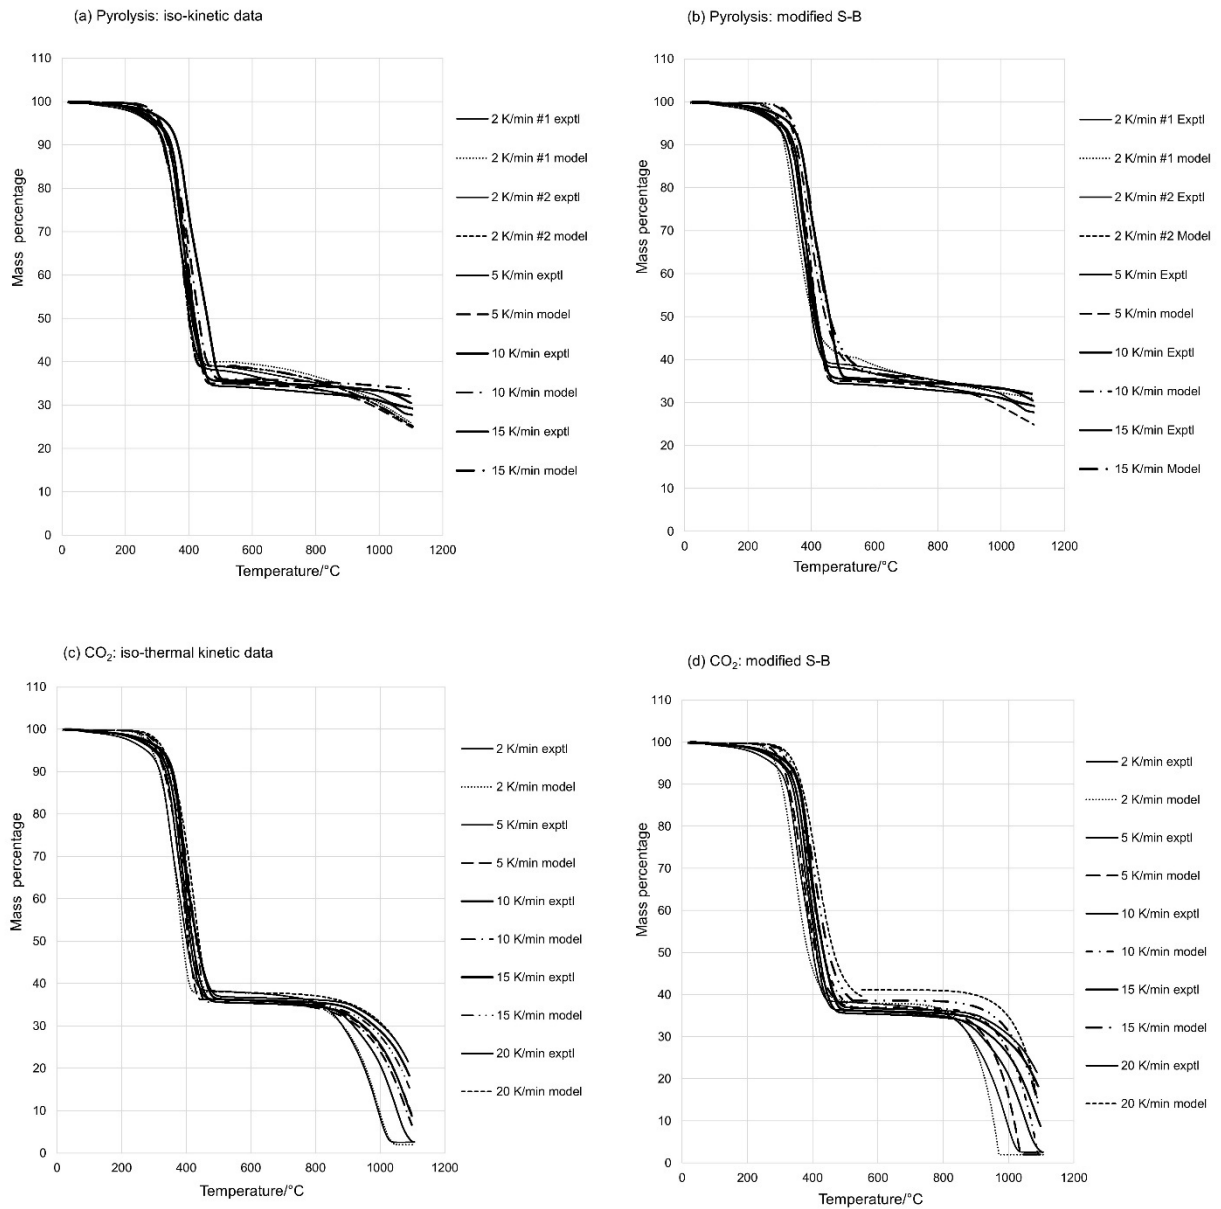 (a) Pyrolysis: iso-kinetic data
110
100
90
80
70
60
50
40
30
20
10
0
Mass percentage
0 200 400 600 800 1000 1200
Temperature/°C
2 K/min #1 exptl
2 K/min #1 model
2 K/min #2 exptl
2 K/min #2 model
5 K/min exptl
5 K/min model
10 K/min exptl
10 K/min model
15 K/min exptl
15 K/min model
(b) Pyrolysis: modified S-B
110
100
90
80
70
60
50
40
30
20
10
0
Mass percentage
0 200 400 600 800 1000 1200
Temperature/°C
2 K/min #1 Exptl
2 K/min #1 model
2 K/min #2 Exptl
2 K/min #2 Model
5 K/min Exptl
5 K/min model
10 K/min Exptl
10 K/min model
15 K/min Exptl
15 K/min Model
(c) CO₂: iso-thermal kinetic data
110
100
90
80
70
60
50
40
30
20
10
0
Mass percentage
0 200 400 600 800 1000 1200
Temperature/°C
2 K/min exptl
2 K/min model
5 K/min exptl
5 K/min model
10 K/min exptl
10 K/min model
15 K/min exptl
15 K/min model
20 K/min exptl
20 K/min model
(d) CO₂: modified S-B
110
100
90
80
70
60
50
40
30
20
10
0
Mass percentage
0 200 400 600 800 1000 1200
Temperature/°C
2 K/min exptl
2 K/min model
5 K/min exptl
5 K/min model
10 K/min exptl
10 K/min model
15 K/min exptl
15 K/min model
20 K/min exptl
20 K/min model